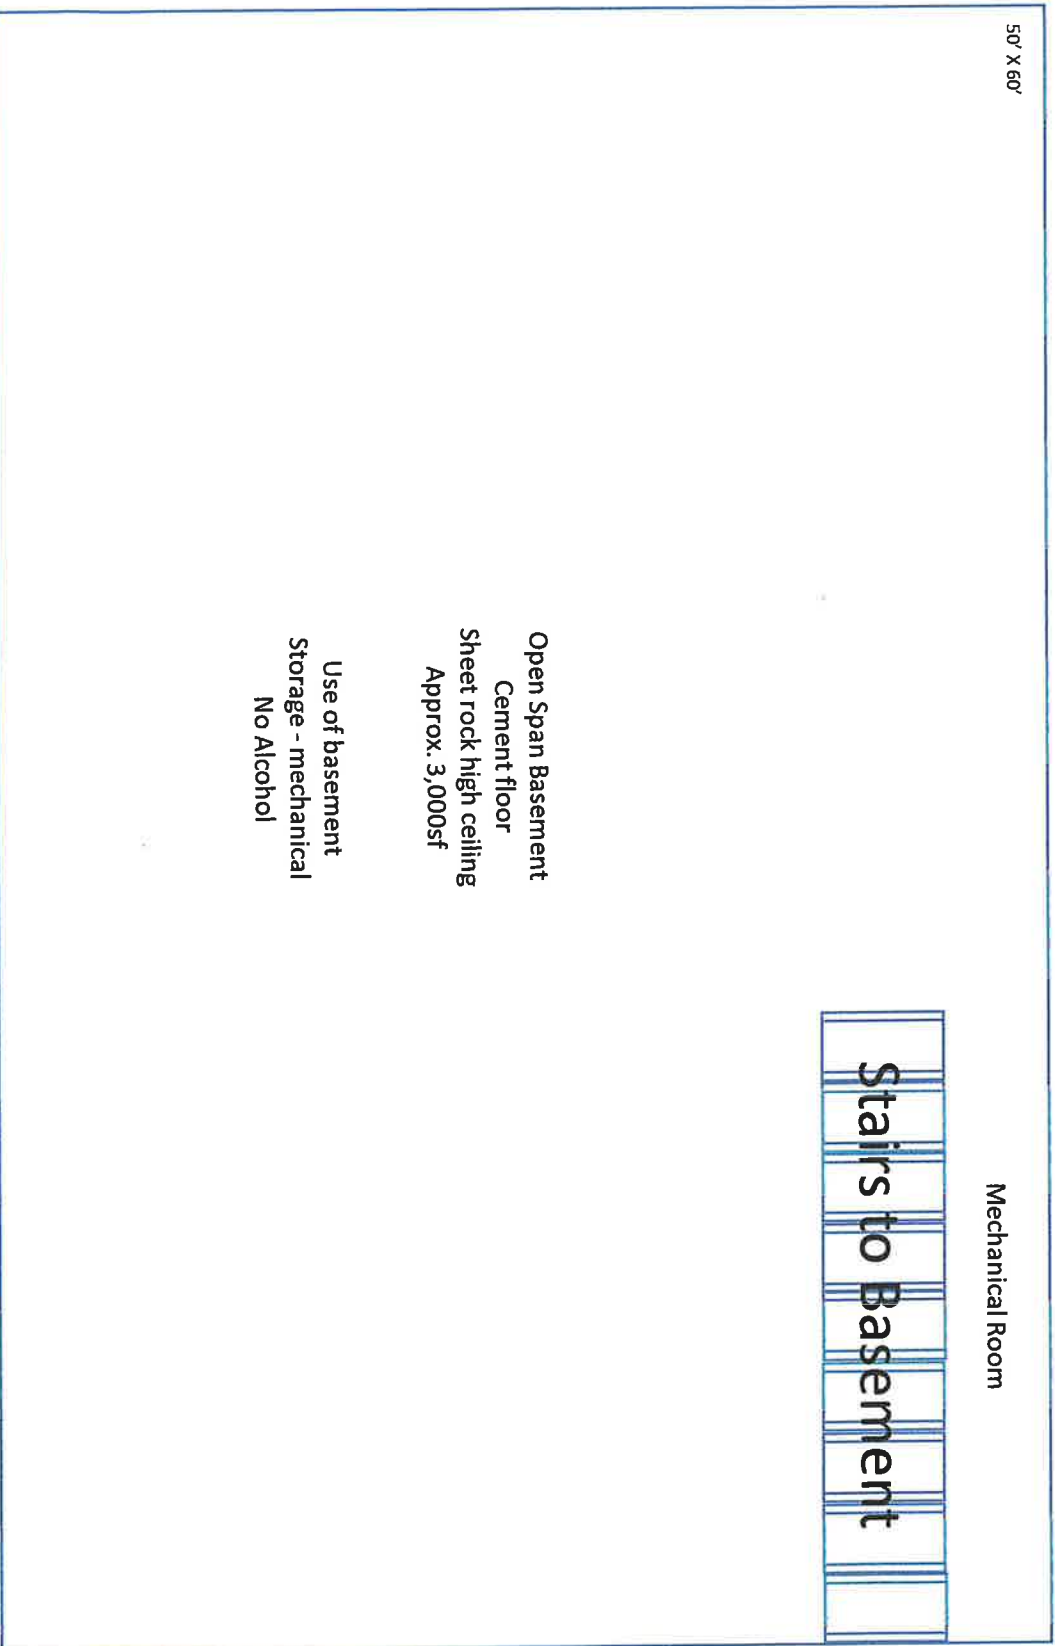 50' X 60'
Mechanical Room
Stairs to Basement
Open Span Basement
Cement floor
Sheet rock high ceiling
Approx. 3,000sf
Use of basement
Storage - mechanical
No Alcohol